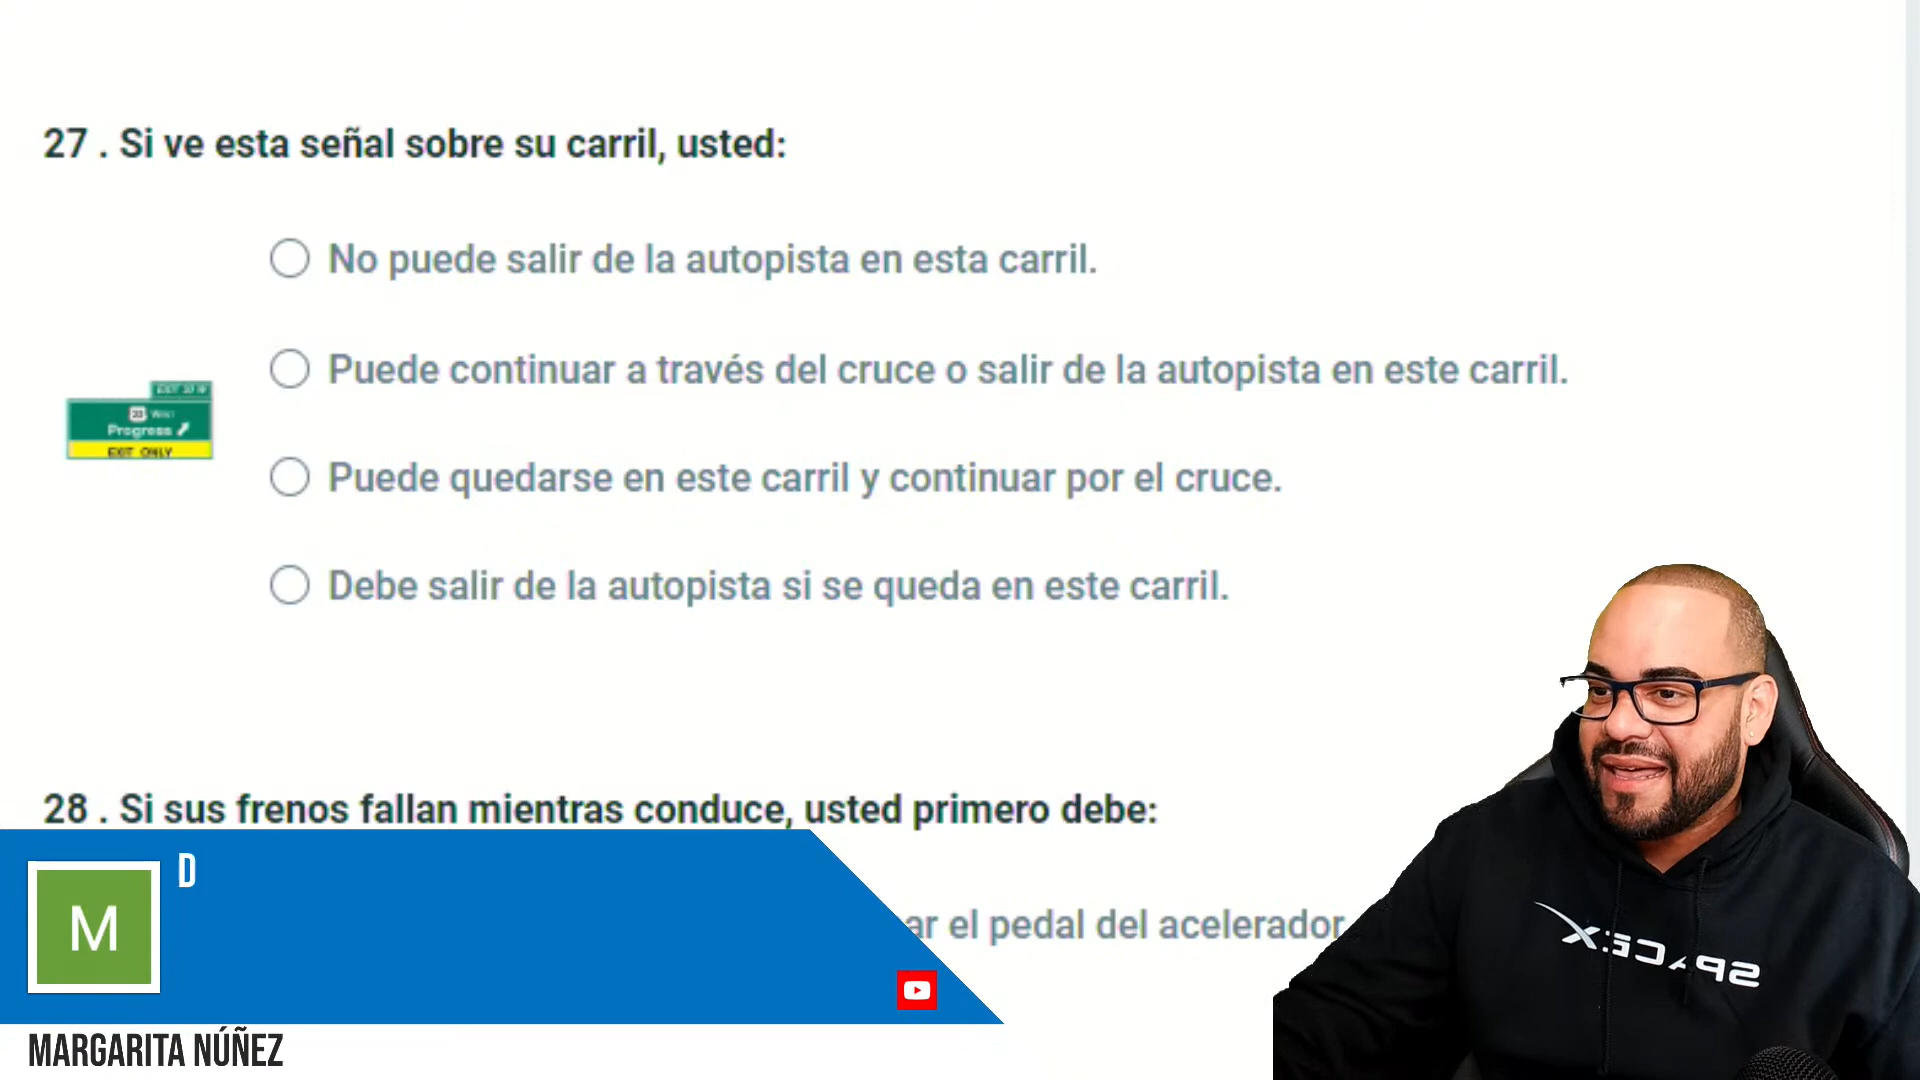 27 . Si ve esta señal sobre su carril, usted:
No puede salir de la autopista en esta carril.
Puede continuar a través del cruce o salir de la autopista en este carril.
EXIT
WEST
Progress
EXIT ONLY
Puede quedarse en este carril y continuar por el cruce.
Debe salir de la autopista si se queda en este carril.
28 . Si sus frenos fallan mientras conduce, usted primero debe:
D
M
ar el pedal del acelerador
SPACEX
MARGARITA NÚÑEZ